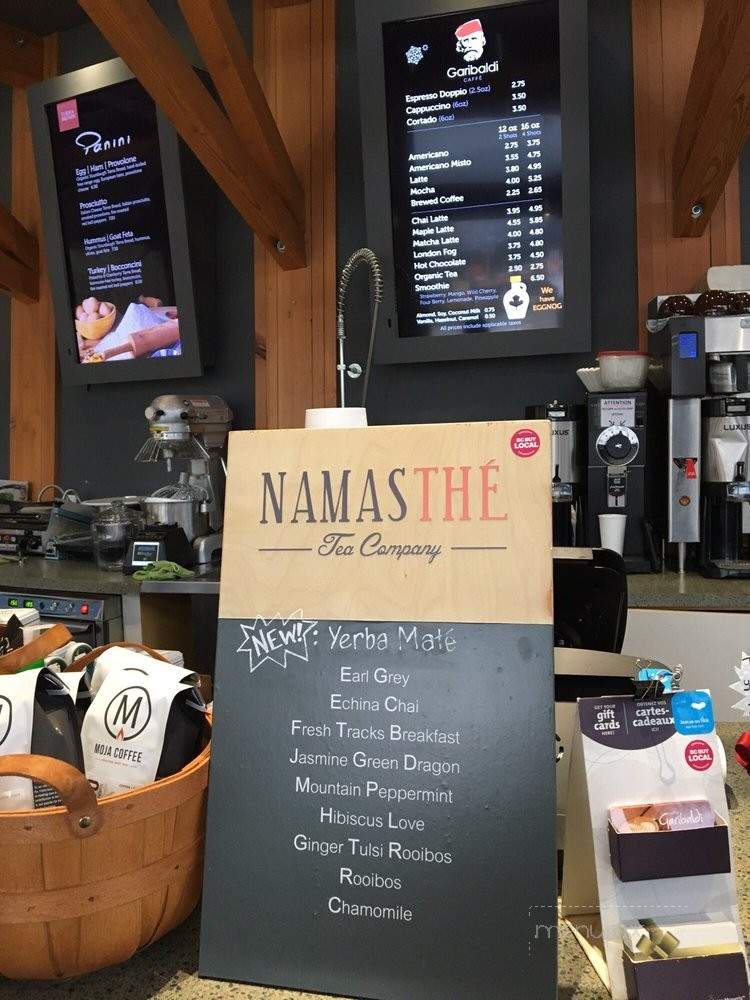 Panini
Egg | Ham | Provolone
Prosciutto
Hummus | Goat Feta
Turkey | Bocconcini
Garibaldi
CAFFÈ
Espresso Doppio (2.5oz) 2.75
Cappuccino (6oz) 3.50
Cortado (6oz) 3.50
12 oz 16 oz
2 Shots 4 Shots
Americano 2.75 3.75
Americano Misto 3.55 4.75
Latte 3.80 4.95
Mocha 4.00 5.25
Brewed Coffee 2.25 2.65
Chai Latte 3.95 4.95
Maple Latte 4.55 5.85
Matcha Latte 4.00 4.80
London Fog 3.75 4.80
Hot Chocolate 3.75 4.50
Organic Tea 2.50 2.75
Smoothie 6.50
Strawberry, Mango, Wild Cherry,
Four Berry, Lemonade, Pineapple
Almond, Soy, Coconut Milk 0.75
Vanilla, Hazelnut, Caramel 0.50
All prices include applicable taxes
We
have
EGGNOG
ATTENTION
LUXUS
LUXUS
BC BUY
LOCAL
NAMASTHÉ
Tea Company
NEW!: Yerba Maté
Earl Grey
Echina Chai
Fresh Tracks Breakfast
Jasmine Green Dragon
Mountain Peppermint
Hibiscus Love
Ginger Tulsi Rooibos
Rooibos
Chamomile
M
MOJA COFFEE
GET YOUR
gift
cards
HERE!
OBTENEZ VOS
cartes-
cadeaux
ICI!
BC BUY
LOCAL
Garibaldi